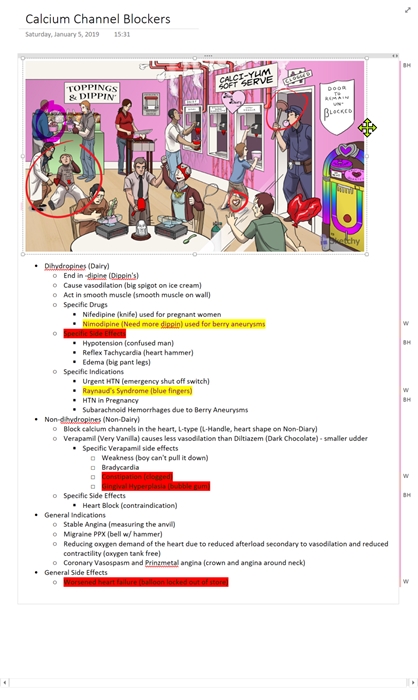 Calcium Channel Blockers
Saturday, January 5, 2019 15:31
BH
TOPPINGS & DIPPIN'
CALCI-YUM SOFT SERVE
CLOGGED
DOOR TO REMAIN UN-BLOCKED
Dairy
sketchy
• Dihydropines (Dairy)
○ End in -dipine (Dippin's)
○ Cause vasodilation (big spigot on ice cream)
○ Act in smooth muscle (smooth muscle on wall)
○ Specific Drugs
▪ Nifedipine (knife) used for pregnant women
▪ Nimodipine (Need more dippin) used for berry aneurysms W
○ Specific Side Effects
▪ Hypotension (confused man) BH
▪ Reflex Tachycardia (heart hammer)
▪ Edema (big pant legs)
○ Specific Indications
▪ Urgent HTN (emergency shut off switch)
▪ Raynaud's Syndrome (blue fingers) W
▪ HTN in Pregnancy BH
▪ Subarachnoid Hemorrhages due to Berry Aneurysms
• Non-dihydropines (Non-Dairy)
○ Block calcium channels in the heart, L-type (L-Handle, heart shape on Non-Diary)
○ Verapamil (Very Vanilla) causes less vasodilation than Diltiazem (Dark Chocolate) - smaller udder
▪ Specific Verapamil side effects
□ Weakness (boy can't pull it down)
□ Bradycardia
□ Constipation (clogged) W
□ Gingival Hyperplasia (bubble gum)
○ Specific Side Effects BH
▪ Heart Block (contraindication)
• General Indications
○ Stable Angina (measuring the anvil)
○ Migraine PPX (bell w/ hammer)
○ Reducing oxygen demand of the heart due to reduced afterload secondary to vasodilation and reduced
contractility (oxygen tank free)
○ Coronary Vasospasm and Prinzmetal angina (crown and angina around neck)
• General Side Effects
○ Worsened heart failure (balloon locked out of store) W